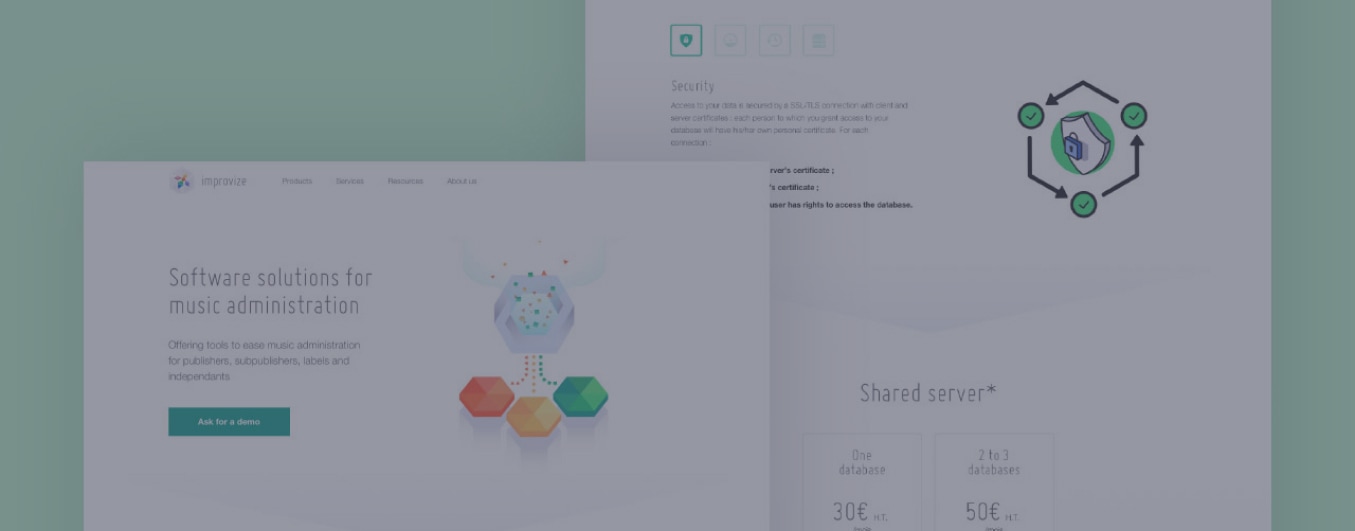 Security
Access to your data is secured by a SSL/TLS connection with client and
server certificates : each person to which you grant access to your
database will have his/her own personal certificate. For each
connection :
rver's certificate ;
's certificate ;
user has rights to access the database.
improvize
Products
Services
Resources
About us
Software solutions for
music administration
Offering tools to ease music administration
for publishers, subpublishers, labels and
independants
Ask for a demo
Shared server*
One
database
30€ H.T.
2 to 3
databases
50€ H.T.